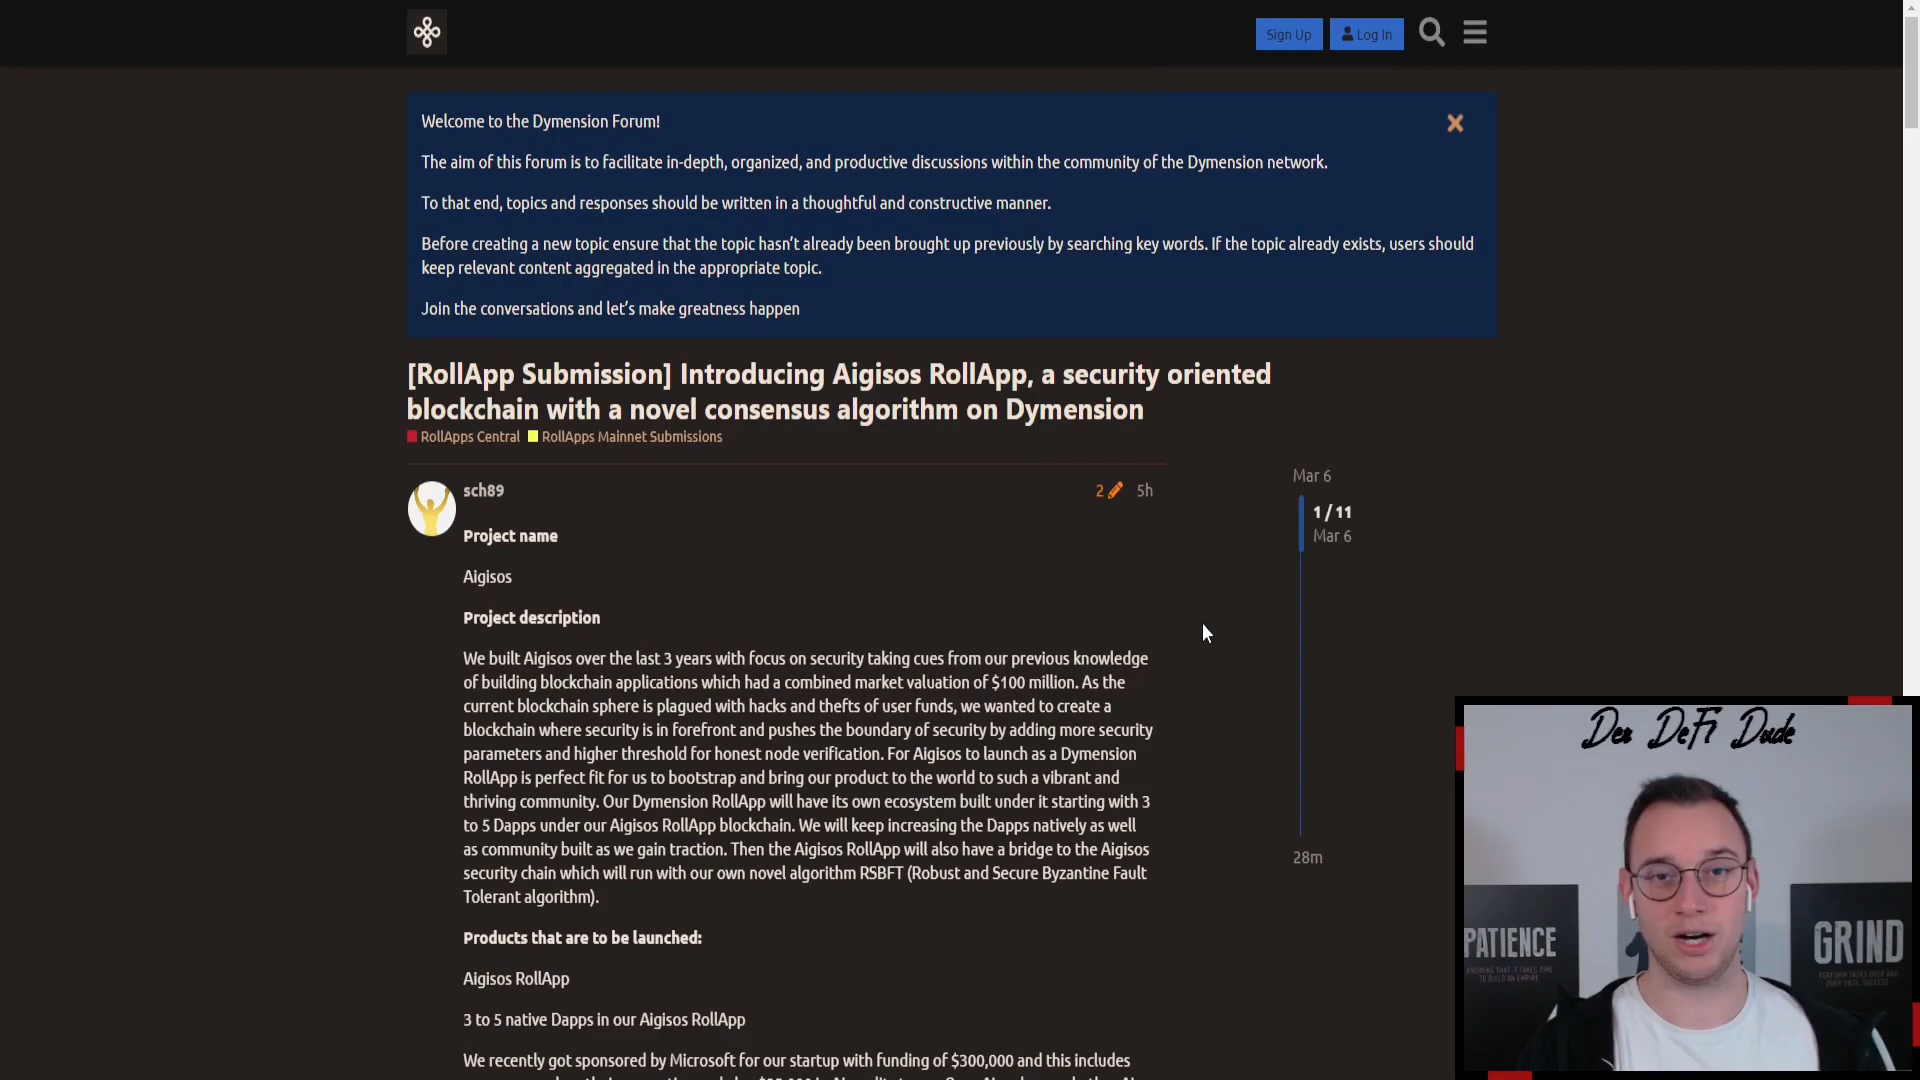 Sign Up
Log In
Welcome to the Dymension Forum!
The aim of this forum is to facilitate in-depth, organized, and productive discussions within the community of the Dymension network.
To that end, topics and responses should be written in a thoughtful and constructive manner.
Before creating a new topic ensure that the topic hasn't already been brought up previously by searching key words. If the topic already exists, users should
keep relevant content aggregated in the appropriate topic.
Join the conversations and let's make greatness happen
[RollApp Submission] Introducing Aigisos RollApp, a security oriented
blockchain with a novel consensus algorithm on Dymension
RollApps Central RollApps Mainnet Submissions
sch89
2 5h
Project name
Aigisos
Project description
We built Aigisos over the last 3 years with focus on security taking cues from our previous knowledge
of building blockchain applications which had a combined market valuation of $100 million. As the
current blockchain sphere is plagued with hacks and thefts of user funds, we wanted to create a
blockchain where security is in forefront and pushes the boundary of security by adding more security
parameters and higher threshold for honest node verification. For Aigisos to launch as a Dymension
RollApp is perfect fit for us to bootstrap and bring our product to the world to such a vibrant and
thriving community. Our Dymension RollApp will have its own ecosystem built under it starting with 3
to 5 Dapps under our Aigisos RollApp blockchain. We will keep increasing the Dapps natively as well
as community built as we gain traction. Then the Aigisos RollApp will also have a bridge to the Aigisos
security chain which will run with our own novel algorithm RSBFT (Robust and Secure Byzantine Fault
Tolerant algorithm).
Products that are to be launched:
Aigisos RollApp
3 to 5 native Dapps in our Aigisos RollApp
We recently got sponsored by Microsoft for our startup with funding of $300,000 and this includes
Mar 6
1 / 11
Mar 6
28m
Der DeFi Dude
PATIENCE
KNOWING THAT IT TAKES TIME
TO BUILD AN EMPIRE
GRIND
PERFORM TASKS OVER AND
OVER UNTIL SUCCESS